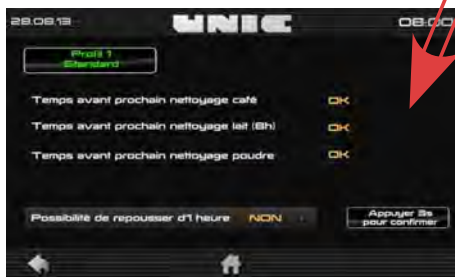 28.08.13 UNIC 08:00
Profil 1
Standard
Temps avant prochain nettoyage café OK
Temps avant prochain nettoyage lait (8h) OK
Temps avant prochain nettoyage poudre OK
Possibilité de repousser d'1 heure NON
Appuyer 3s
pour confirmer